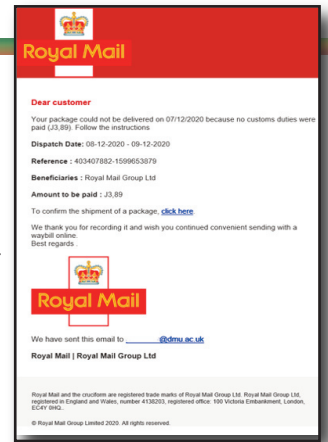 Royal Mail
Dear customer
Your package could not be delivered on 07/12/2020 because no customs duties were
paid (J3,89). Follow the instructions
Dispatch Date: 08-12-2020 - 09-12-2020
Reference : 403407882-1599653879
Beneficiaries : Royal Mail Group Ltd
Amount to be paid : J3,89
To confirm the shipment of a package, click here.
We thank you for recording it and wish you continued convenient sending with a
waybill online.
Best regards .
Royal Mail
We have sent this email to @dmu.ac.uk
Royal Mail | Royal Mail Group Ltd
Royal Mail and the cruciform are registered trade marks of Royal Mail Group Ltd. Royal Mail Group Ltd,
registered in England and Wales, number 4138203, registered office: 100 Victoria Embankment, London,
EC4Y 0HQ.
© Royal Mail Group Limited 2020. All rights reserved.